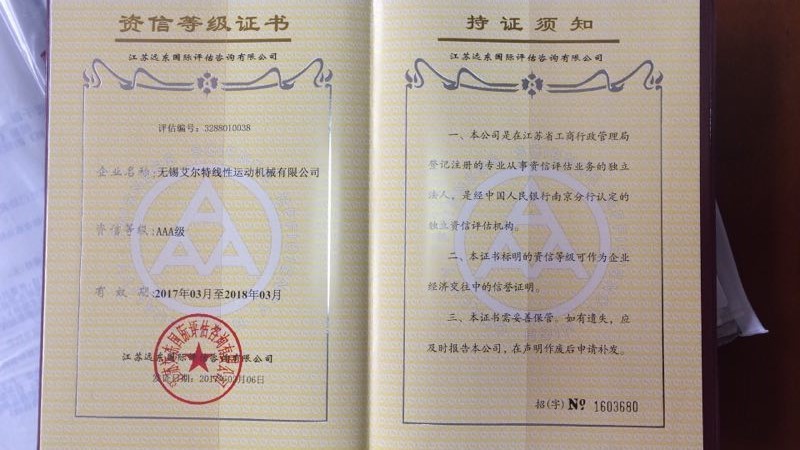 资信等级证书
江苏远东国际评估咨询有限公司
评估编号：3288010038
企业名称：无锡艾尔特线性运动机械有限公司
资信等级：AAA级
有 效 期：2017年03月至2018年03月
江苏远东国际评估咨询有限公司
发证日期：2017年03月06日
AAA
持证须知
江苏远东国际评估咨询有限公司
一、本公司是在江苏省工商行政管理局
登记注册的专业从事资信评估业务的独立
法人，是经中国人民银行南京分行认定的
独立资信评估机构。
二、本证书标明的资信等级可作为企业
经济交往中的信誉证明。
三、本证书需妥善保管。如有遗失，应
及时报告本公司，在声明作废后申请补发。
招(字) № 1603680
AAA